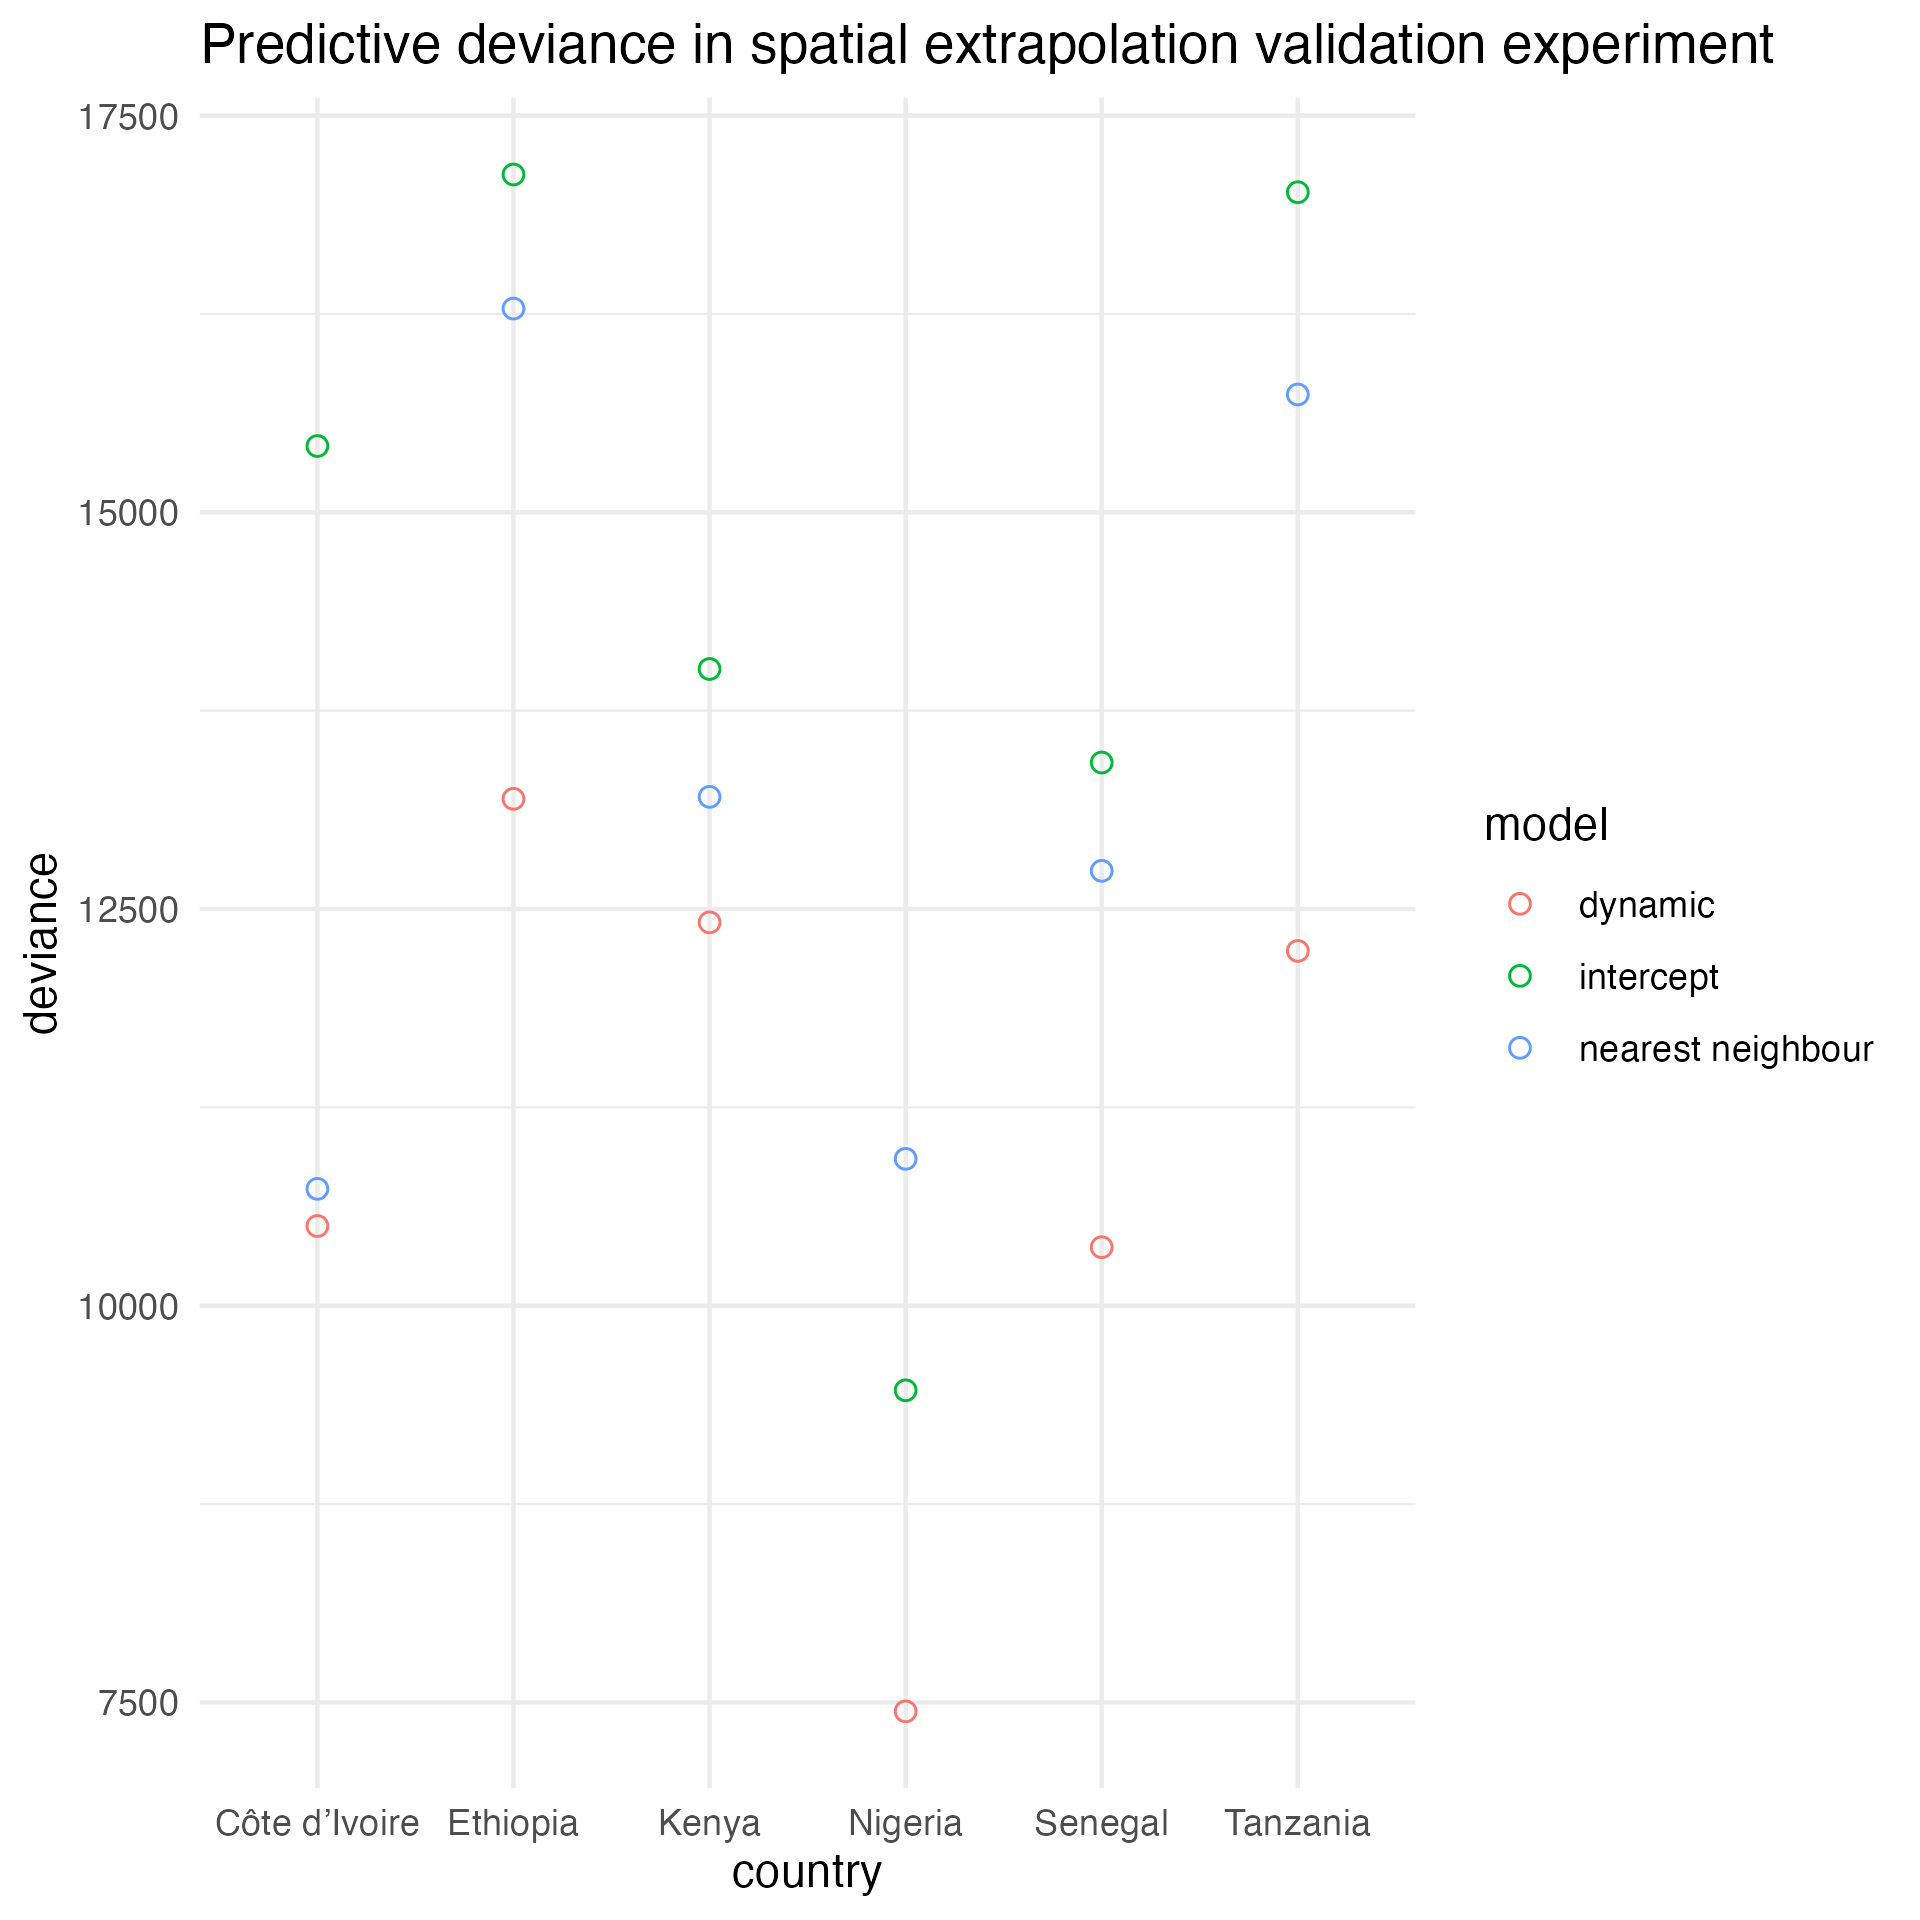 Predictive deviance in spatial extrapolation validation experiment
17500
15000
12500
10000
7500
deviance
Côte d’Ivoire Ethiopia Kenya Nigeria Senegal Tanzania
country
model
dynamic
intercept
nearest neighbour